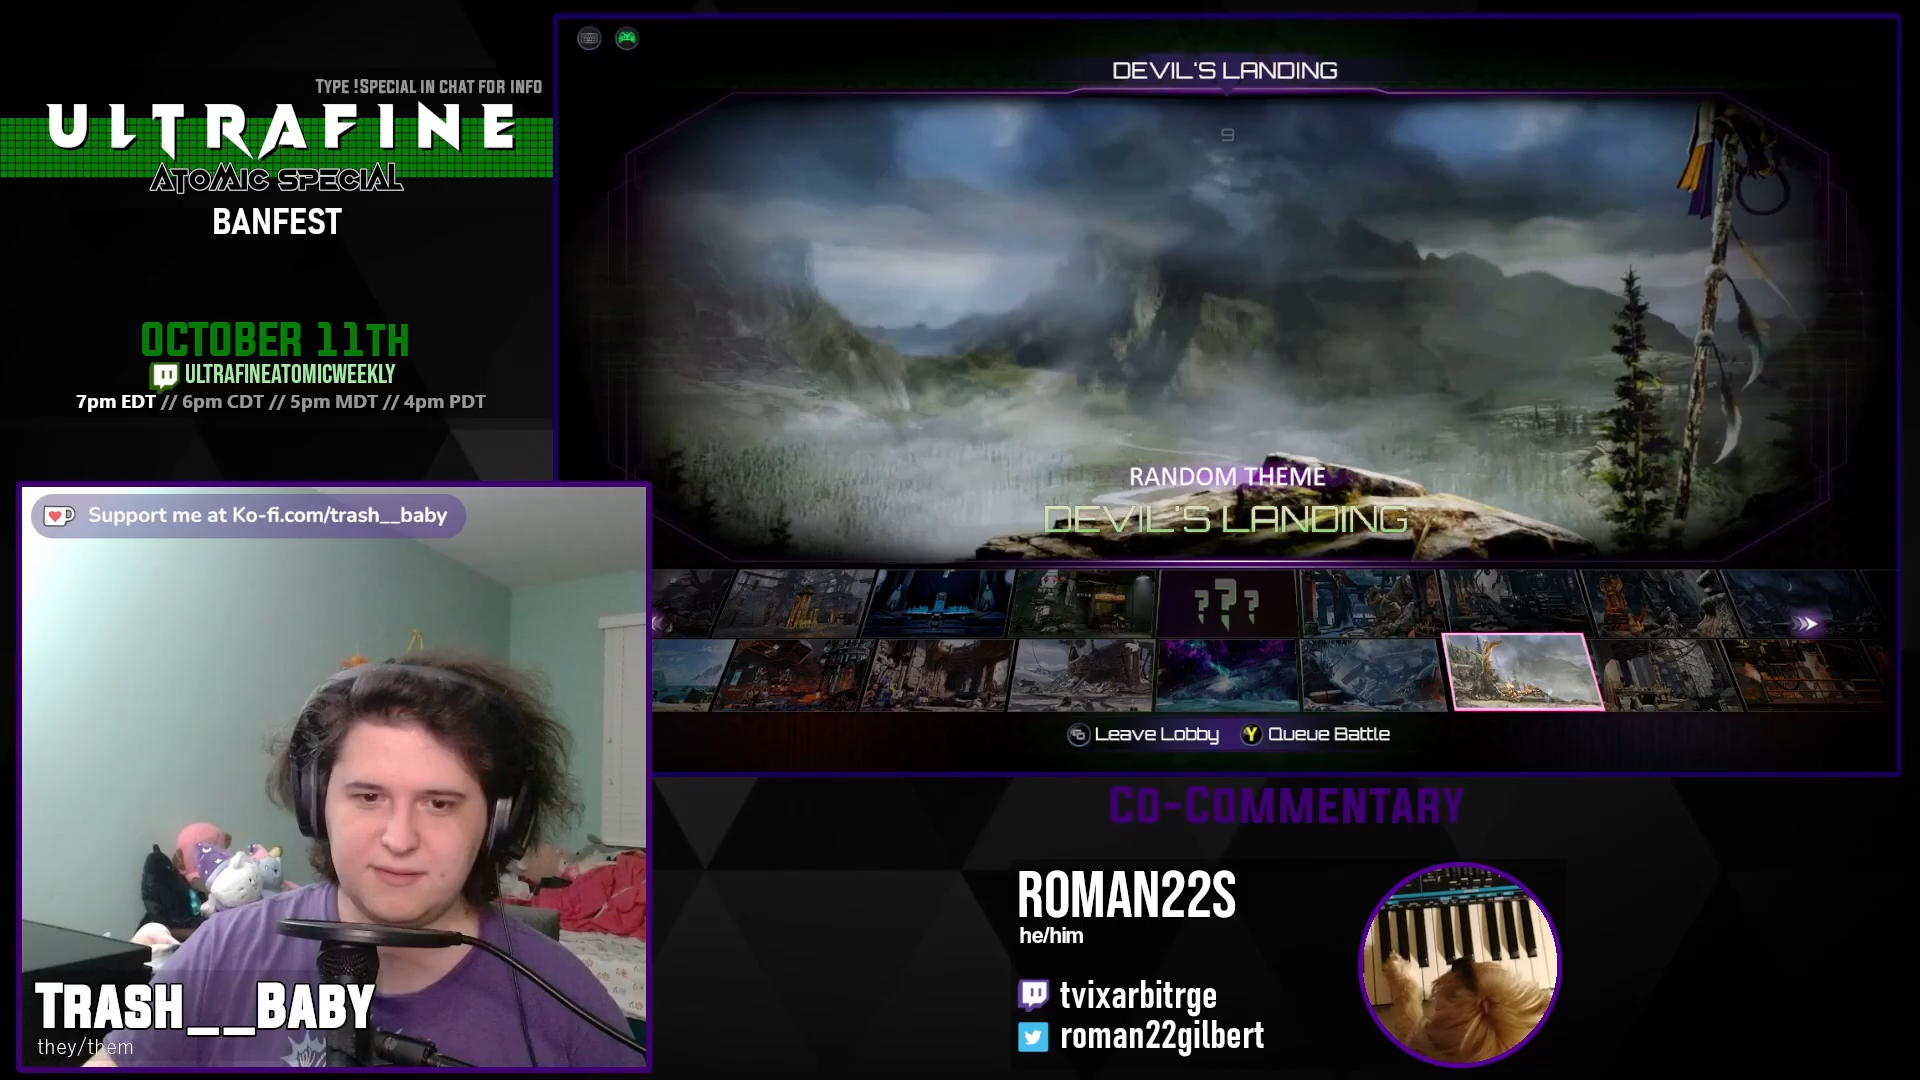 Type !Special in chat for info
ULTRAFINE
ATOMIC SPECIAL
BANFEST
OCTOBER 11TH
ULTRAFINEATOMICWEEKLY
7pm EDT // 6pm CDT // 5pm MDT // 4pm PDT
Support me at Ko-fi.com/trash__baby
Trash__Baby
they/them
DEVIL'S LANDING
9
RANDOM THEME
DEVIL'S LANDING
???
Leave Lobby Y Queue Battle
Co-Commentary
ROMAN22S
he/him
tvixarbitrge
roman22gilbert